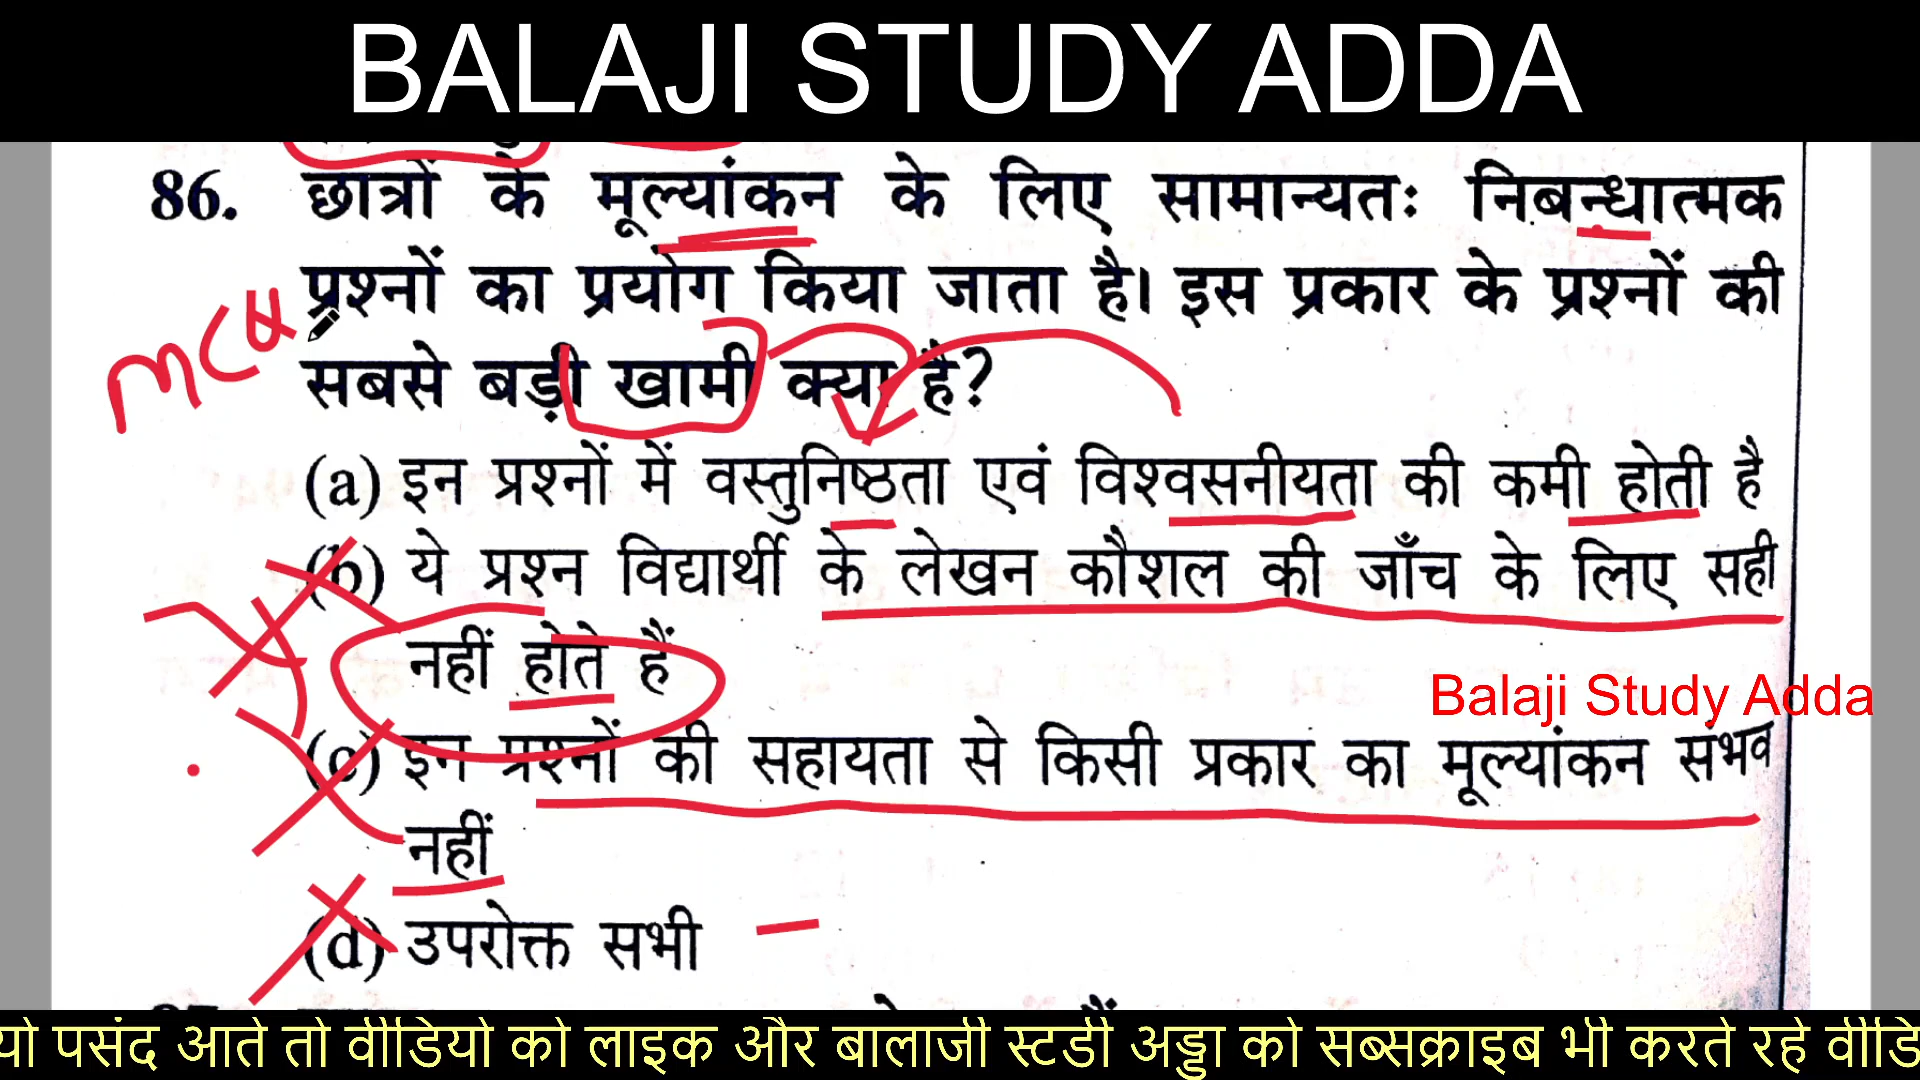 BALAJI STUDY ADDA
86. छात्रों के मूल्यांकन के लिए सामान्यतः निबन्धात्मक
प्रश्नों का प्रयोग किया जाता है। इस प्रकार के प्रश्नों की
MCQ
सबसे बड़ी खामी क्या है?
(a) इन प्रश्नों में वस्तुनिष्ठता एवं विश्वसनीयता की कमी होती है
(b) ये प्रश्न विद्यार्थी के लेखन कौशल की जाँच के लिए सही
नहीं होते हैं
Balaji Study Adda
(c) इन प्रश्नों की सहायता से किसी प्रकार का मूल्यांकन संभव
नहीं
(d) उपरोक्त सभी
यो पसंद आते तो वीडियो को लाइक और बालाजी स्टडी अड्डा को सब्सक्राइब भी करते रहे वीडि